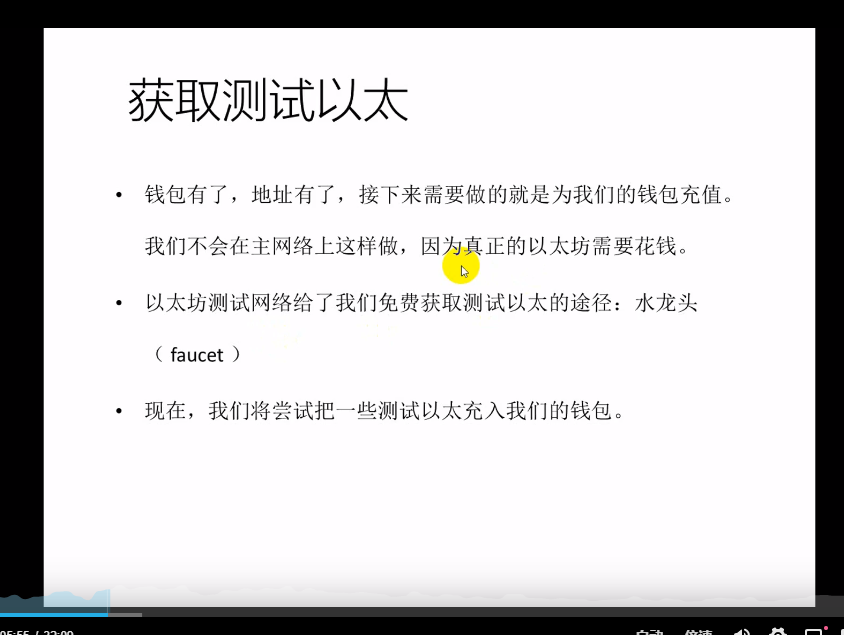 获取测试以太
• 钱包有了，地址有了，接下来需要做的就是为我们的钱包充值。
我们不会在主网络上这样做，因为真正的以太坊需要花钱。
• 以太坊测试网络给了我们免费获取测试以太的途径：水龙头
（ faucet ）
• 现在，我们将尝试把一些测试以太充入我们的钱包。
05:55 / 22:09 自动 倍速